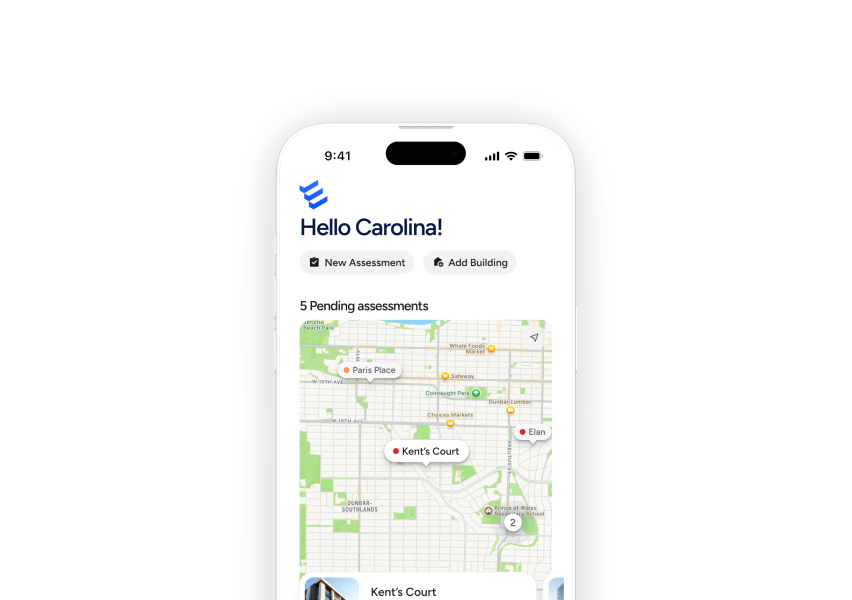 9:41
Hello Carolina!
New Assessment
Add Building
5 Pending assessments
Jericho
Beach Park
Whole Foods
Market
Paris Place
Safeway
W 10TH AVE
Connaught Park
Dunbar Lumber
Choices Markets
W 16TH AVE
Elan
Kent's Court
DUNBAR-
SOUTHLANDS
Prince of Wales
Secondary School
2
Kent's Court